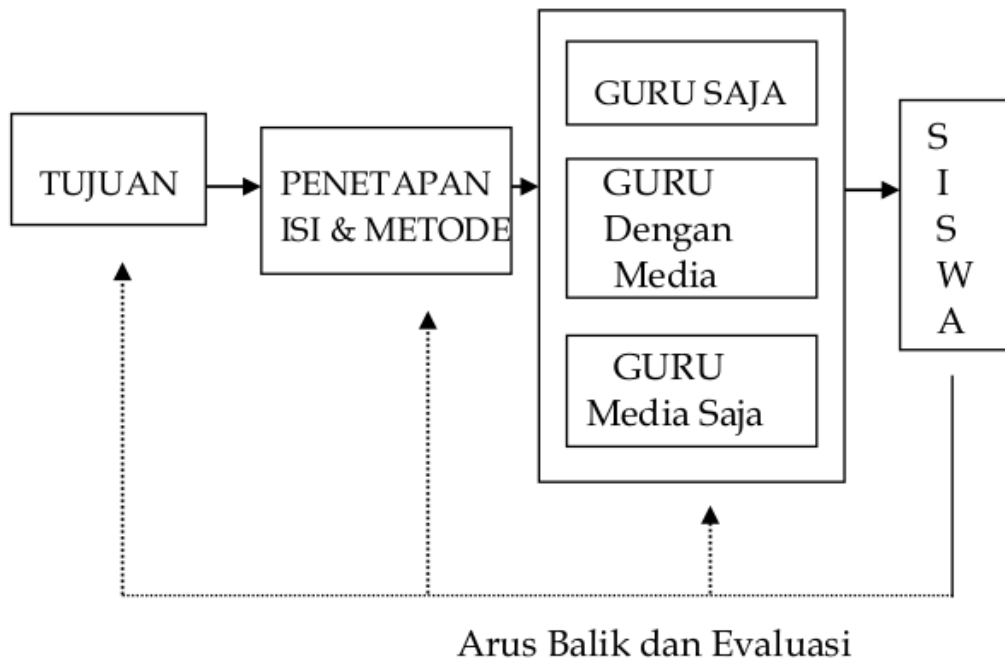 TUJUAN
PENETAPAN
ISI & METODE
GURU SAJA
GURU
Dengan
Media
GURU
Media Saja
S
I
S
W
A
Arus Balik dan Evaluasi